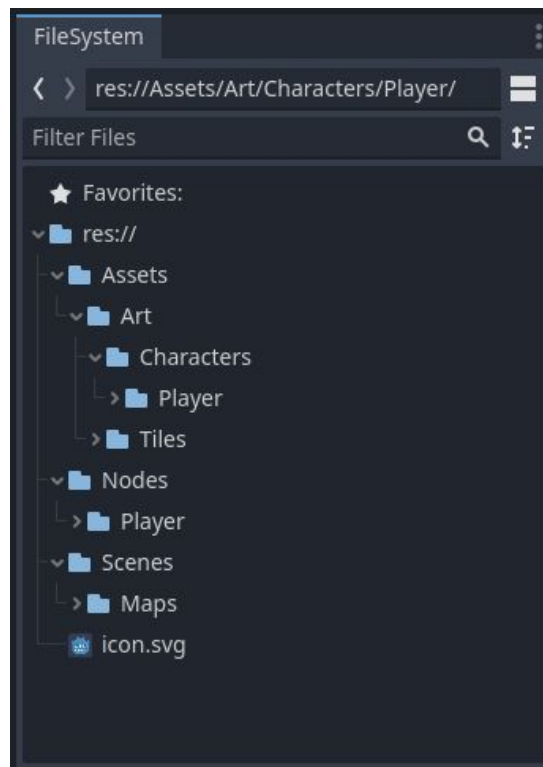 FileSystem
res://Assets/Art/Characters/Player/
Filter Files
Favorites:
res://
Assets
Art
Characters
Player
Tiles
Nodes
Player
Scenes
Maps
icon.svg